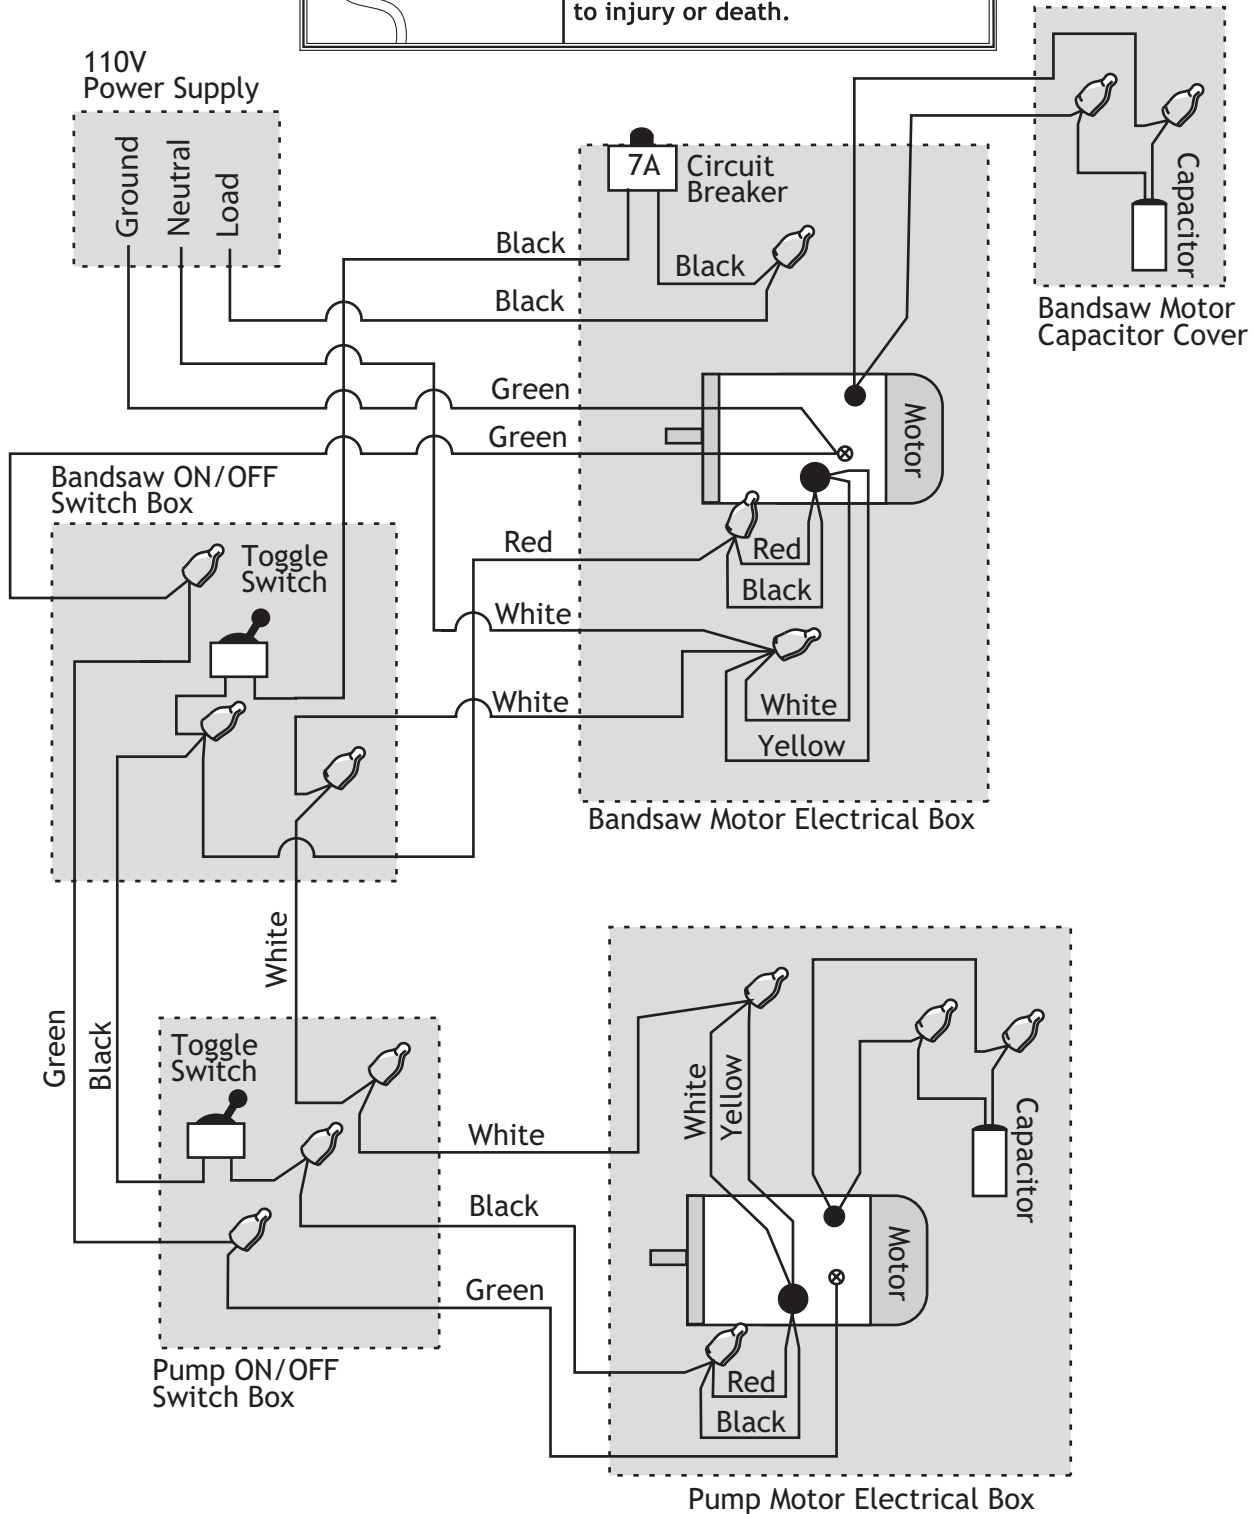 to injury or death.
110V
Power Supply
Ground
Neutral
Load
7A
Circuit
Breaker
Black
Black
Black
Capacitor
Bandsaw Motor
Capacitor Cover
Green
Green
Motor
Bandsaw ON/OFF
Switch Box
Toggle
Switch
Red
Red
Black
White
White
White
Yellow
Bandsaw Motor Electrical Box
White
Green
Black
Toggle
Switch
White
Yellow
White
Capacitor
Black
Motor
Green
Pump ON/OFF
Switch Box
Red
Black
Pump Motor Electrical Box